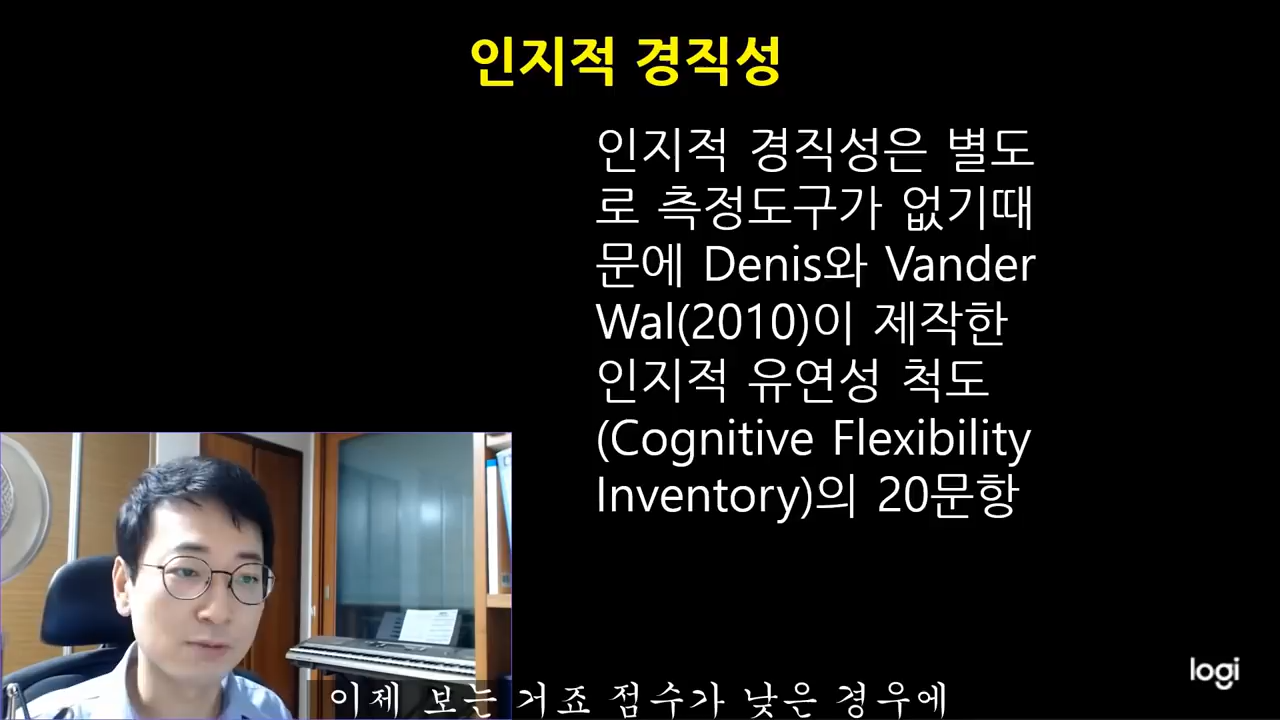 인지적 경직성
인지적 경직성은 별도
로 측정도구가 없기때
문에 Denis와 Vander
Wal(2010)이 제작한
인지적 유연성 척도
(Cognitive Flexibility
Inventory)의 20문항
logi
이제 보는 거죠 점수가 낮은 경우에